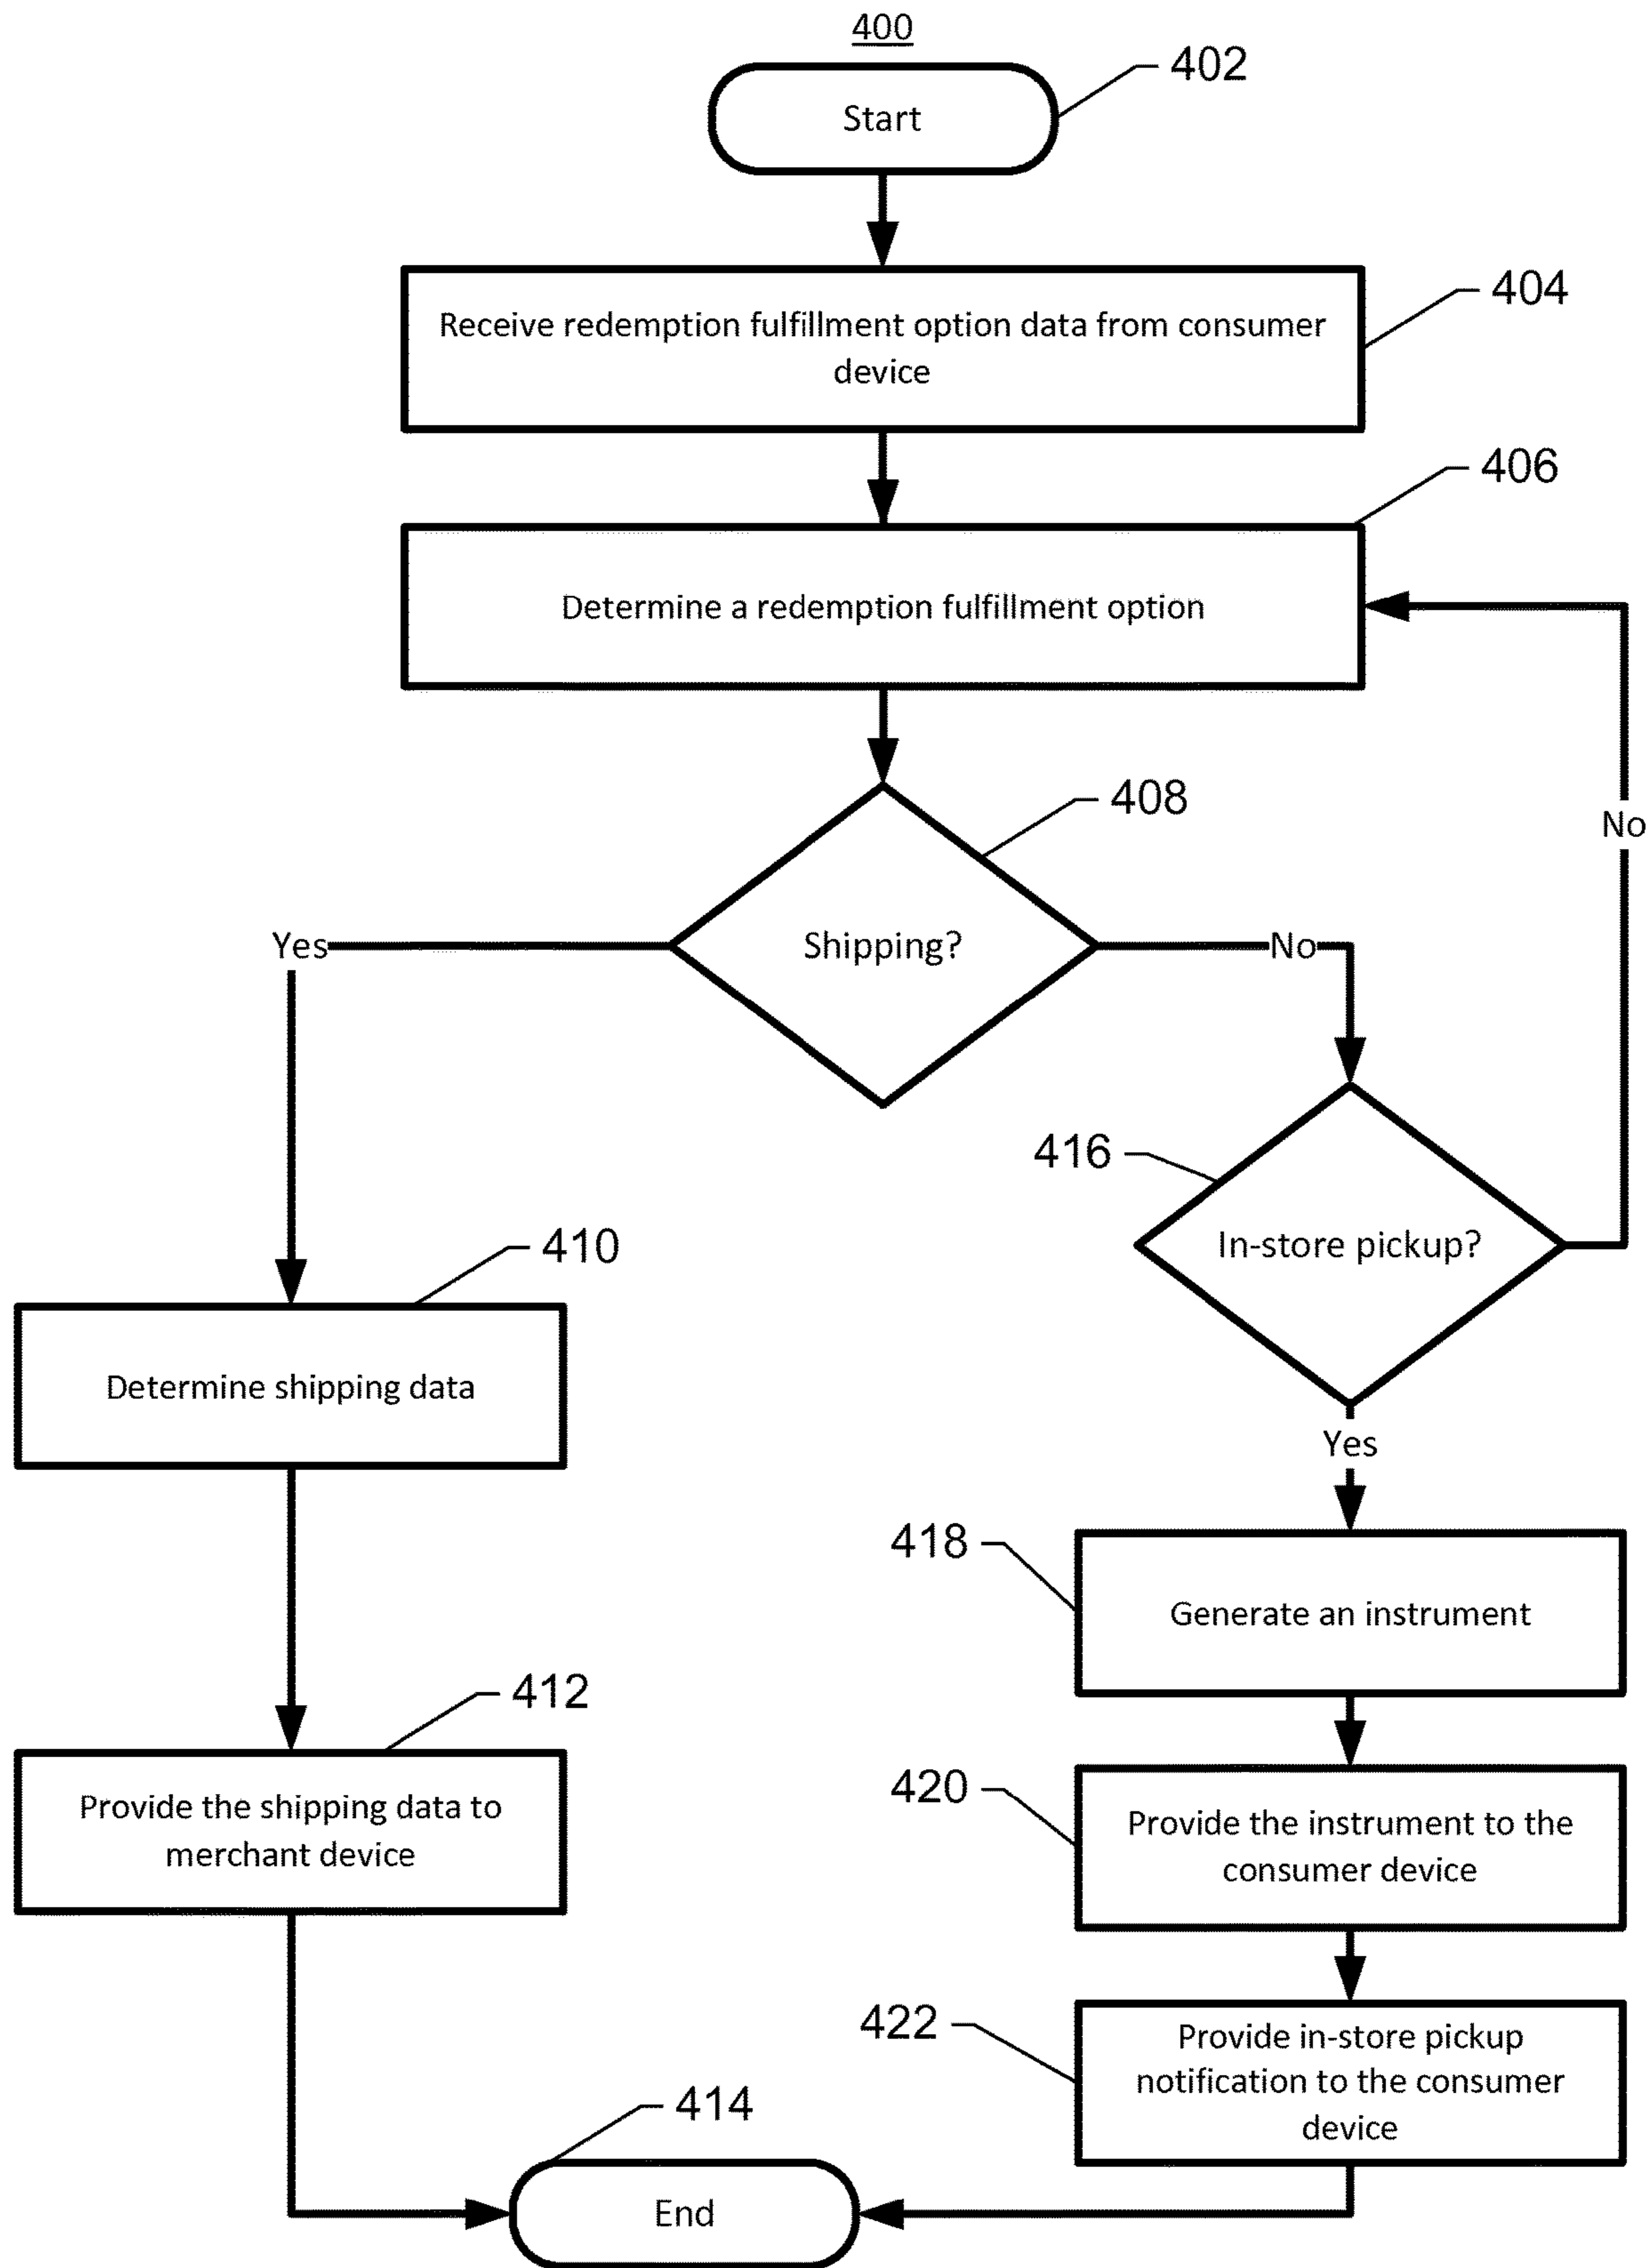 400
402
Start
404
Receive redemption fulfillment option data from consumer
device
406
Determine a redemption fulfillment option
408
Shipping?
Yes
No
No
416
In-store pickup?
410
Determine shipping data
Yes
418
Generate an instrument
412
Provide the shipping data to
merchant device
420
Provide the instrument to the
consumer device
422
Provide in-store pickup
notification to the consumer
device
414
End